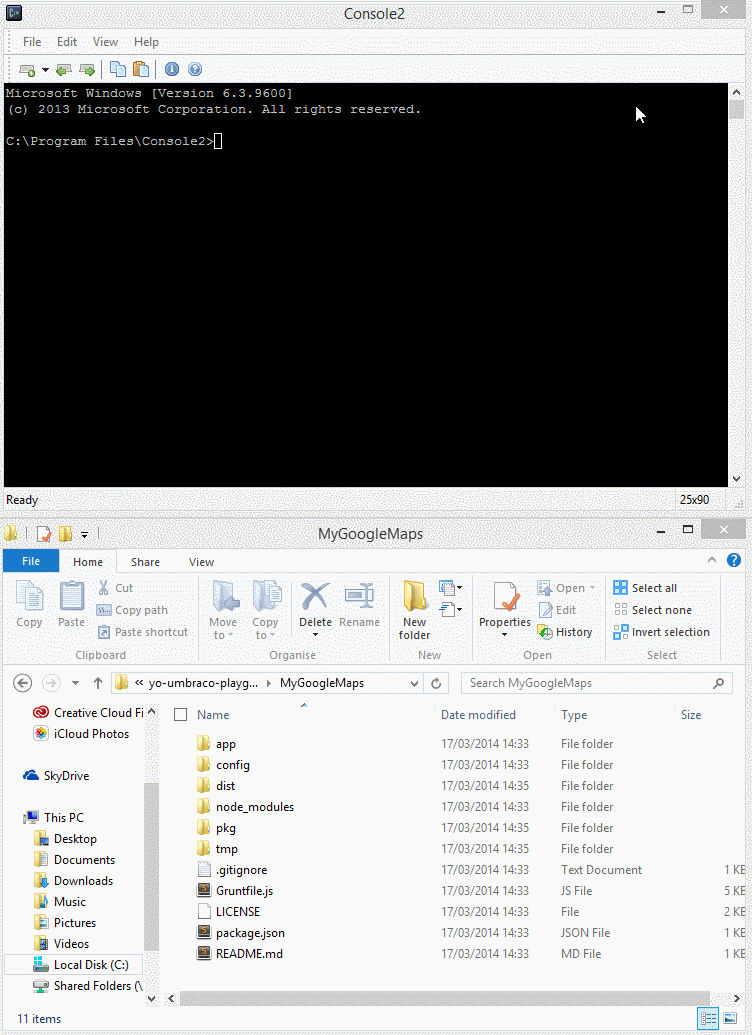 Console2
File Edit View Help
Microsoft Windows [Version 6.3.9600]
(c) 2013 Microsoft Corporation. All rights reserved.
C:\Program Files\Console2>
Ready 25x90
MyGoogleMaps
File Home Share View
Copy Paste Cut Copy path Paste shortcut
Move to Copy to Delete Rename
New folder
Properties Open Edit History
Select all Select none Invert selection
Clipboard Organise New Open Select
« yo-umbraco-playg... MyGoogleMaps Search MyGoogleMaps
Name Date modified Type Size
Creative Cloud Fi
iCloud Photos
SkyDrive
This PC
Desktop
Documents
Downloads
Music
Pictures
Videos
Local Disk (C:)
Shared Folders (\
app 17/03/2014 14:33 File folder
config 17/03/2014 14:33 File folder
dist 17/03/2014 14:35 File folder
node_modules 17/03/2014 14:33 File folder
pkg 17/03/2014 14:35 File folder
tmp 17/03/2014 14:35 File folder
.gitignore 17/03/2014 14:33 Text Document 1 KB
Gruntfile.js 17/03/2014 14:33 JS File 5 KB
LICENSE 17/03/2014 14:33 File 2 KB
package.json 17/03/2014 14:33 JSON File 1 KB
README.md 17/03/2014 14:33 MD File 1 KB
11 items